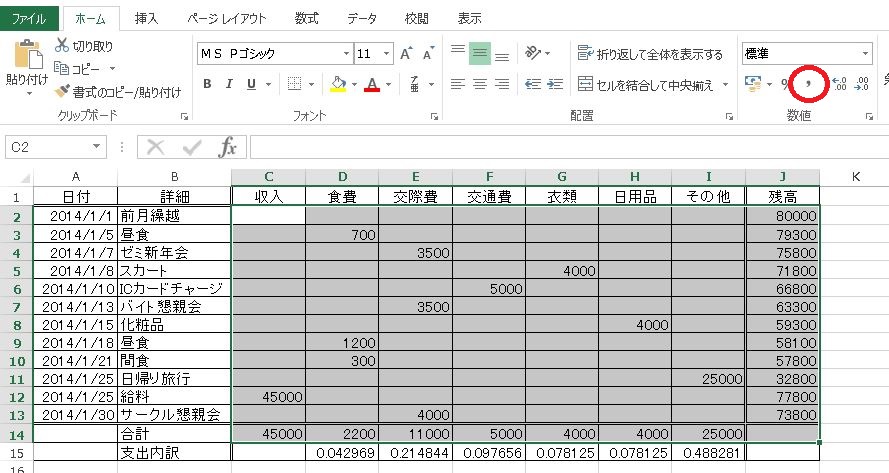 ファイル ホーム 挿入 ページ レイアウト 数式 データ 校閲 表示
貼り付け
切り取り
コピー
書式のコピー/貼り付け
クリップボード
ＭＳ Ｐゴシック 11 A A
B I U A 亜
フォント
折り返して全体を表示する
セルを結合して中央揃え
配置
標準
% , .0 .00 .00 .0
数値
C2 fx
A B C D E F G H I J K
1 日付 詳細 収入 食費 交際費 交通費 衣類 日用品 その他 残高
2 2014/1/1 前月繰越 80000
3 2014/1/5 昼食 700 79300
4 2014/1/7 ゼミ新年会 3500 75800
5 2014/1/8 スカート 4000 71800
6 2014/1/10 ICカードチャージ 5000 66800
7 2014/1/13 バイト懇親会 3500 63300
8 2014/1/15 化粧品 4000 59300
9 2014/1/18 昼食 1200 58100
10 2014/1/21 間食 300 57800
11 2014/1/25 日帰り旅行 25000 32800
12 2014/1/25 給料 45000 77800
13 2014/1/30 サークル懇親会 4000 73800
14 合計 45000 2200 11000 5000 4000 4000 25000
15 支出内訳 0.042969 0.214844 0.097656 0.078125 0.078125 0.488281